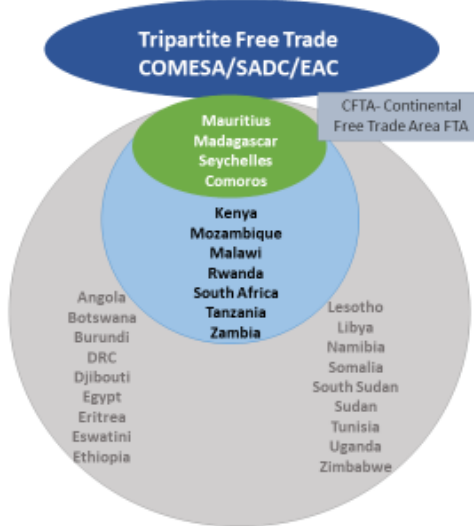 Tripartite Free Trade
COMESA/SADC/EAC
CFTA- Continental
Free Trade Area FTA
Mauritius
Madagascar
Seychelles
Comoros
Kenya
Mozambique
Malawi
Rwanda
South Africa
Tanzania
Zambia
Angola
Botswana
Burundi
DRC
Djibouti
Egypt
Eritrea
Eswatini
Ethiopia
Lesotho
Libya
Namibia
Somalia
South Sudan
Sudan
Tunisia
Uganda
Zimbabwe